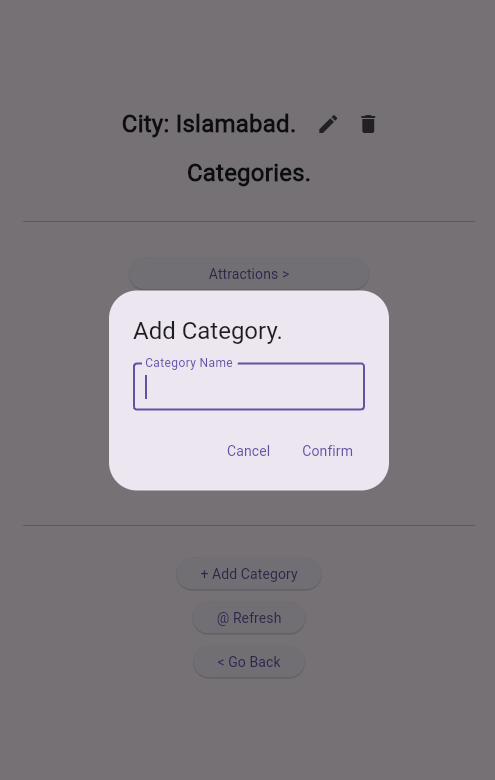 City: Islamabad.
Categories.
Attractions >
Add Category.
Category Name
Cancel Confirm
+ Add Category
@ Refresh
< Go Back